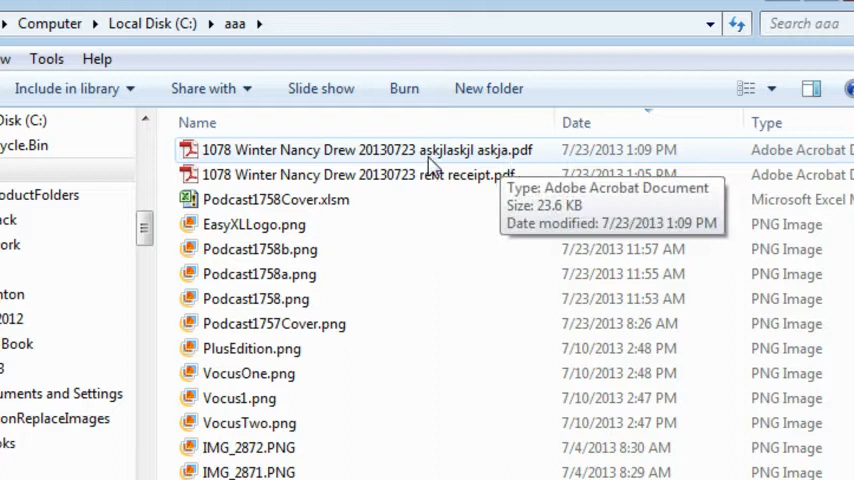 Computer ▸ Local Disk (C:) ▸ aaa ▸ Search aaa
w Tools Help
Include in library Share with Slide show Burn New folder
Disk (C:)
ycle.Bin
roductFolders
ack
ork
nton
2012
Book
3
ments and Settings
onReplaceImages
oks
Name Date Type
1078 Winter Nancy Drew 20130723 askjlaskjl askja.pdf 7/23/2013 1:09 PM Adobe Acrobat D
1078 Winter Nancy Drew 20130723 rent receipt.pdf 7/23/2013 1:05 PM Adobe Acrobat D
Type: Adobe Acrobat Document
Size: 23.6 KB
Date modified: 7/23/2013 1:09 PM
Podcast1758Cover.xlsm Microsoft Excel M
EasyXLLogo.png PNG Image
Podcast1758b.png 7/23/2013 11:57 AM PNG Image
Podcast1758a.png 7/23/2013 11:55 AM PNG Image
Podcast1758.png 7/23/2013 11:53 AM PNG Image
Podcast1757Cover.png 7/23/2013 8:26 AM PNG Image
PlusEdition.png 7/10/2013 2:48 PM PNG Image
VocusOne.png 7/10/2013 2:48 PM PNG Image
Vocus1.png 7/10/2013 2:47 PM PNG Image
VocusTwo.png 7/10/2013 2:47 PM PNG Image
IMG_2872.PNG 7/4/2013 8:30 AM PNG Image
IMG_2871.PNG 7/4/2013 8:29 AM PNG Image